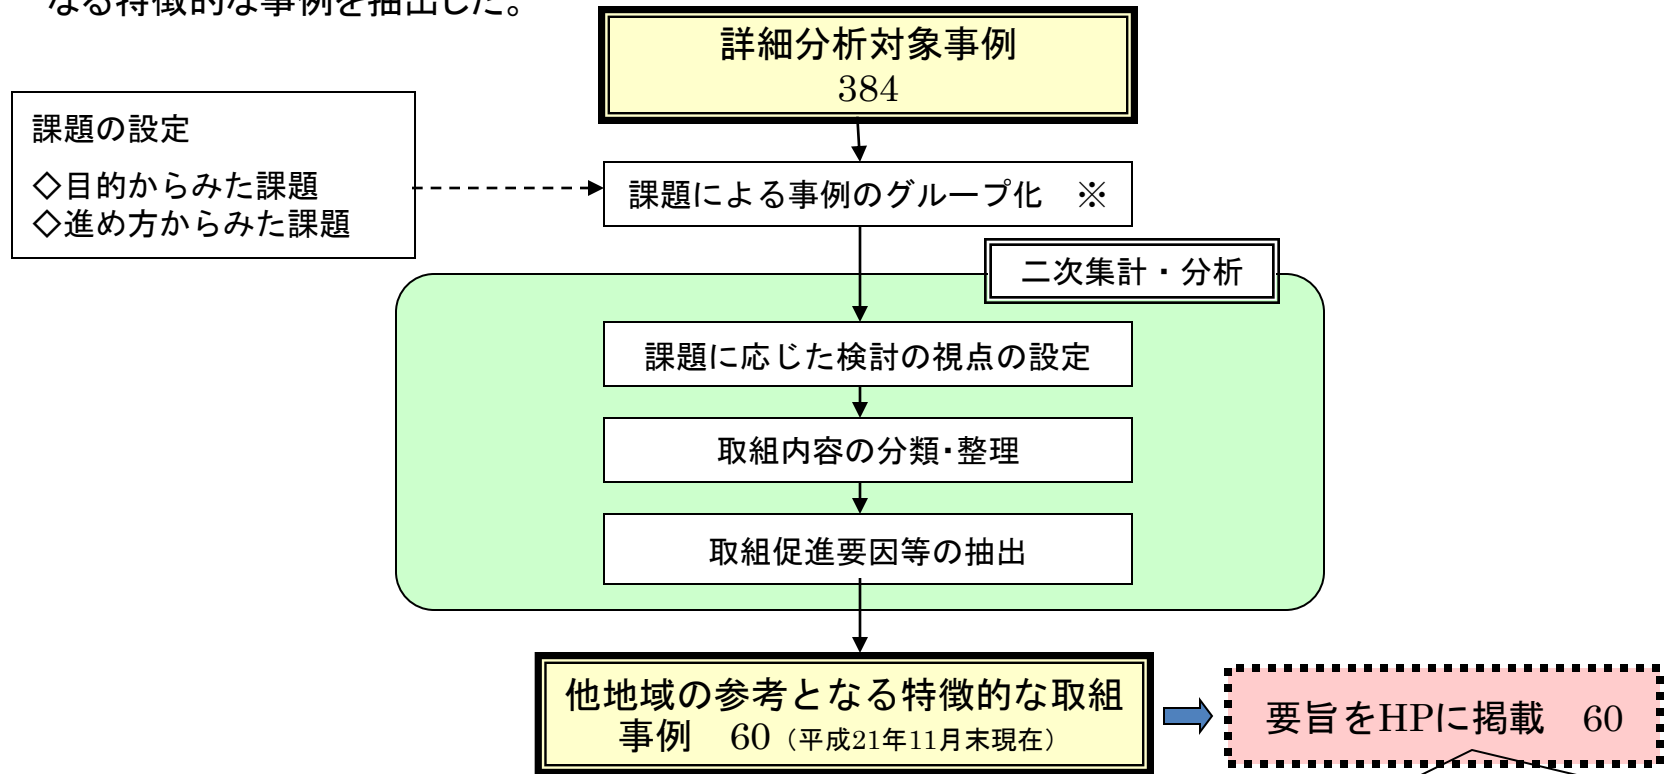 なる特徴的な事例を抽出した。
詳細分析対象事例
384
課題の設定
◇目的からみた課題
◇進め方からみた課題
課題による事例のグループ化　※
二次集計・分析
課題に応じた検討の視点の設定
取組内容の分類・整理
取組促進要因等の抽出
他地域の参考となる特徴的な取組
事例　60（平成21年11月末現在）
要旨をHPに掲載　60